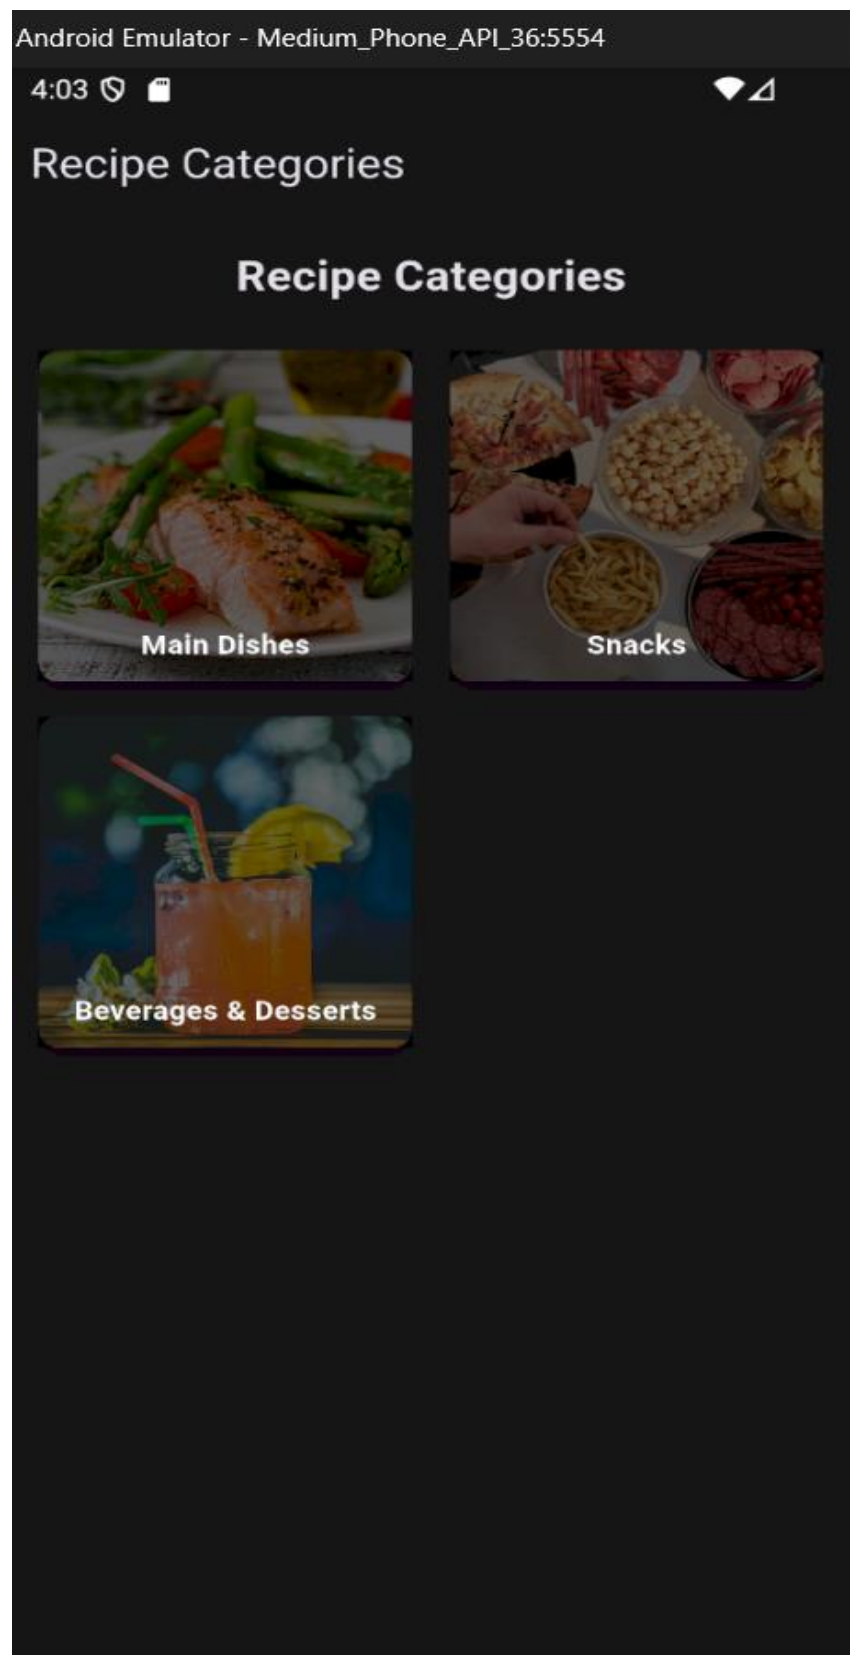 Android Emulator - Medium_Phone_API_36:5554
4:03
Recipe Categories
Recipe Categories
Main Dishes
Snacks
Beverages & Desserts